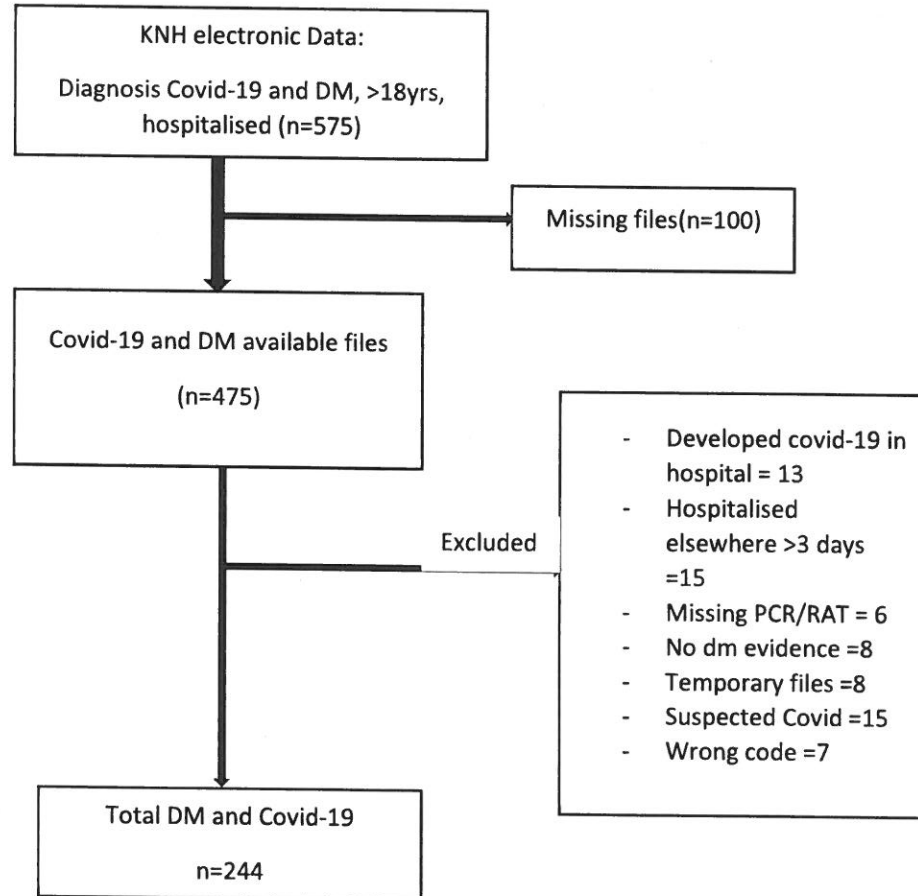 KNH electronic Data:
Diagnosis Covid-19 and DM, >18yrs,
hospitalised (n=575)
Missing files(n=100)
Covid-19 and DM available files
(n=475)
Excluded
- Developed covid-19 in
hospital = 13
- Hospitalised
elsewhere >3 days
=15
- Missing PCR/RAT = 6
- No dm evidence =8
- Temporary files =8
- Suspected Covid =15
- Wrong code =7
Total DM and Covid-19
n=244